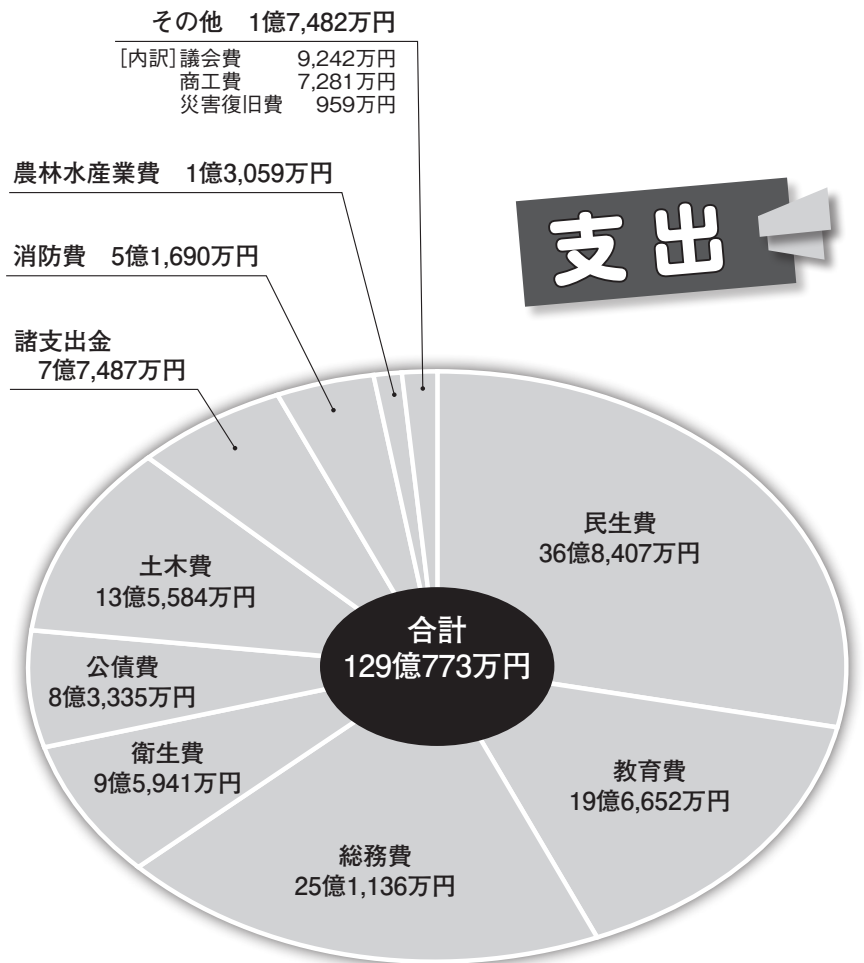 その他 1億7,482万円
[内訳]議会費 9,242万円
商工費 7,281万円
災害復旧費 959万円
農林水産業費 1億3,059万円
消防費 5億1,690万円
諸支出金
7億7,487万円
支出
民生費
36億8,407万円
土木費
13億5,584万円
合計
129億773万円
公債費
8億3,335万円
衛生費
9億5,941万円
教育費
19億6,652万円
総務費
25億1,136万円